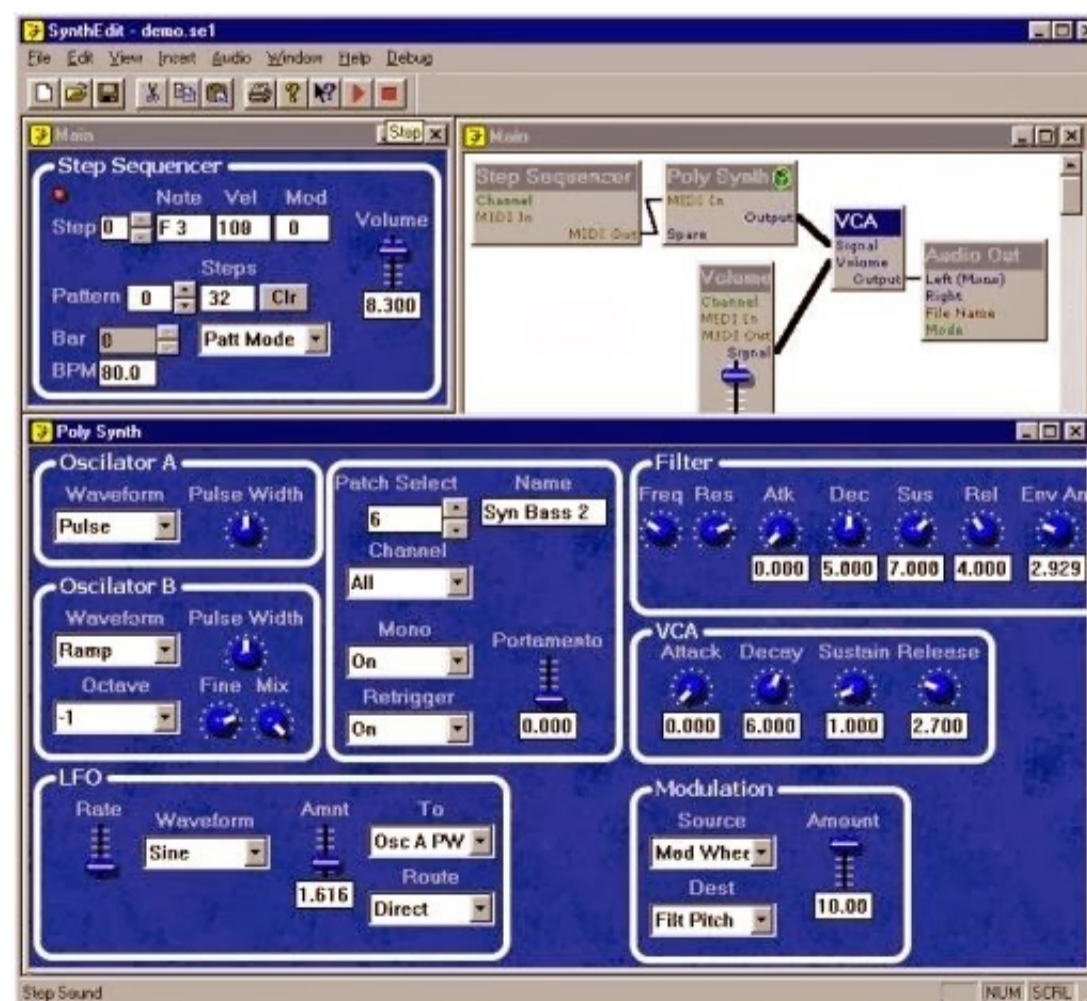 SynthEdit - demo.se1
File Edit View Insert Audio Window Help Debug
Main
Stop
Step Sequencer
Note Vel Mod
Step 0 F 3 108 0
Volume
8.300
Steps
Pattern 0 32 Clr
Bar 0 Patt Mode
BPM 80.0
Main
Step Sequencer
Channel
MIDI In
MIDI Out
Poly Synth
MIDI In
Output
Spare
VCA
Signal
Volume
Output
Audio Out
Left (Mono)
Right
File Name
Mode
Volume
Channel
MIDI In
MIDI Out
Signal
Poly Synth
Oscilator A
Waveform Pulse Width
Pulse
Oscilator B
Waveform Pulse Width
Ramp
Octave Fine Mix
-1
Patch Select Name
6 Syn Bass 2
Channel
All
Mono
On
Retrigger
On
Portamento
0.000
Filter
Freq Res Atk Dec Sus Rel Env Am
0.000 5.000 7.000 4.000 2.929
VCA
Attack Decay Sustain Release
0.000 6.000 1.000 2.700
LFO
Rate Waveform Amnt To
Sine Osc A PW
1.616
Route
Direct
Modulation
Source Amount
Mod Whee
Dest
Filt Pitch
10.00
Stop Sound
NUM SCRL